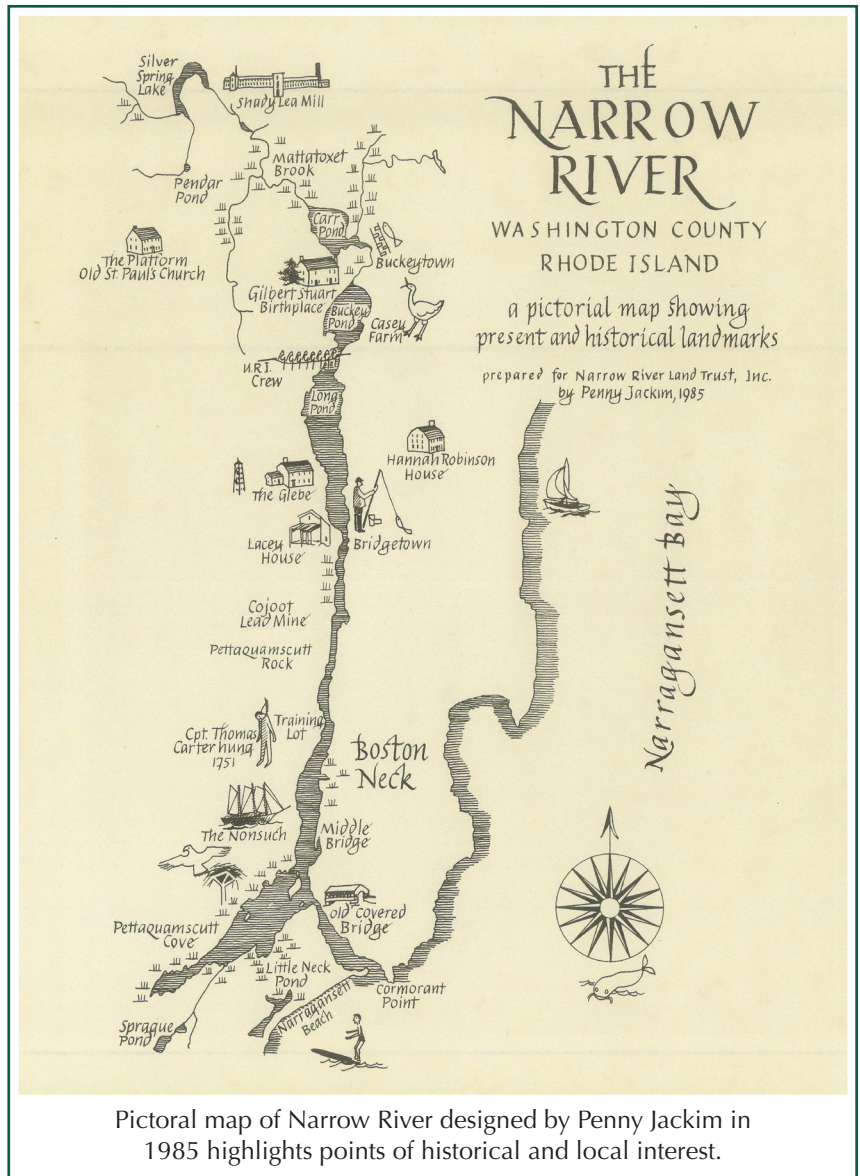 THE
NARROW
RIVER
WASHINGTON COUNTY
RHODE ISLAND
a pictorial map showing
present and historical landmarks
prepared for Narrow River Land Trust, Inc.
by Penny Jackim, 1985
Silver
Spring
Lake
Shady Lea Mill
Mattatoxet
Brook
Pendar
Pond
Carr
Pond
The Platform
Old St. Paul's Church
Buckeytown
Gilbert Stuart
Birthplace
Buckey
Pond
Casey
Farm
U.R.I.
Crew
Long
Pond
Hannah Robinson
House
The Glebe
Lacey
House
Bridgetown
Cojoot
Lead Mine
Pettaquamscutt
Rock
Narragansett Bay
Training
Lot
Cpt. Thomas
Carter hung
1751
Boston
Neck
The Nonsuch
Middle
Bridge
old Covered
Bridge
Pettaquamscutt
Cove
Little Neck
Pond
Cormorant
Point
Narragansett
Beach
Sprague
Pond
Pictoral map of Narrow River designed by Penny Jackim in
1985 highlights points of historical and local interest.